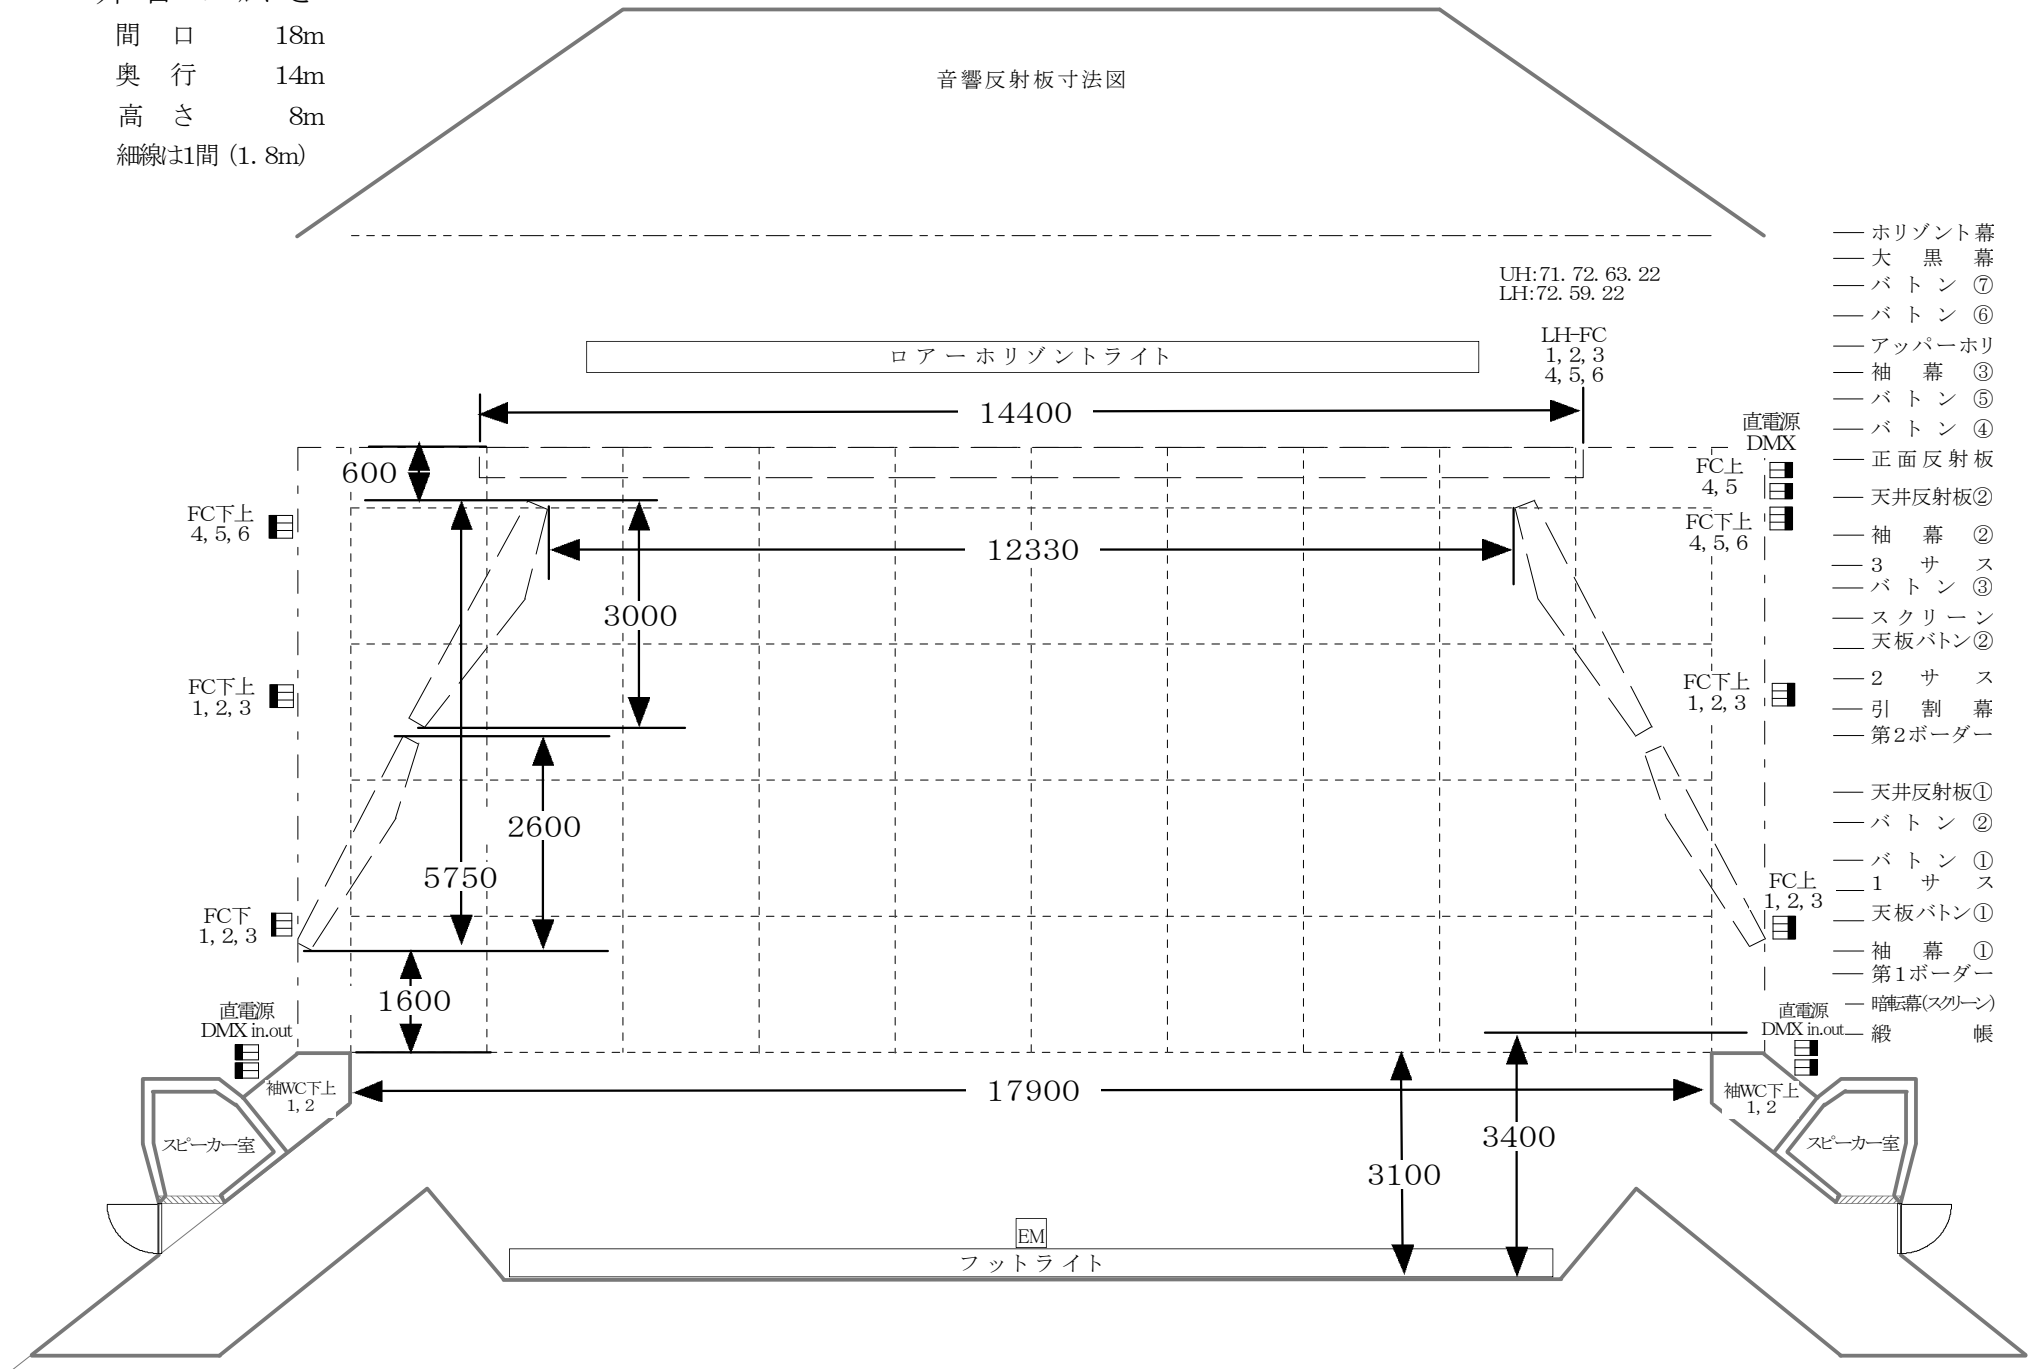 間 口 18m
奥 行 14m
高 さ 8m
細線は1間 (1.8m)
音響反射板寸法図
UH:71.72.63.22
LH:72.59.22
LH-FC
1,2,3
4,5,6
ロアーホリゾントライト
14400
600
12330
3000
2600
5750
1600
17900
3400
3100
FC下上
4,5,6
FC下上
1,2,3
FC下
1,2,3
直電源
DMX in.out
袖WC下上
1,2
スピーカー室
直電源
DMX
FC上
4,5
FC下上
4,5,6
FC下上
1,2,3
FC上
1,2,3
直電源
DMX in.out
袖WC下上
1,2
スピーカー室
EM
フットライト
ホリゾント幕
大黒幕
バトン⑦
バトン⑥
アッパーホリ
袖幕③
バトン⑤
バトン④
正面反射板
天井反射板②
袖幕②
3サス
バトン③
スクリーン
天板バトン②
2サス
引割幕
第2ボーダー
天井反射板①
バトン②
バトン①
1サス
天板バトン①
袖幕①
第1ボーダー
暗転幕(スクリーン)
緞帳